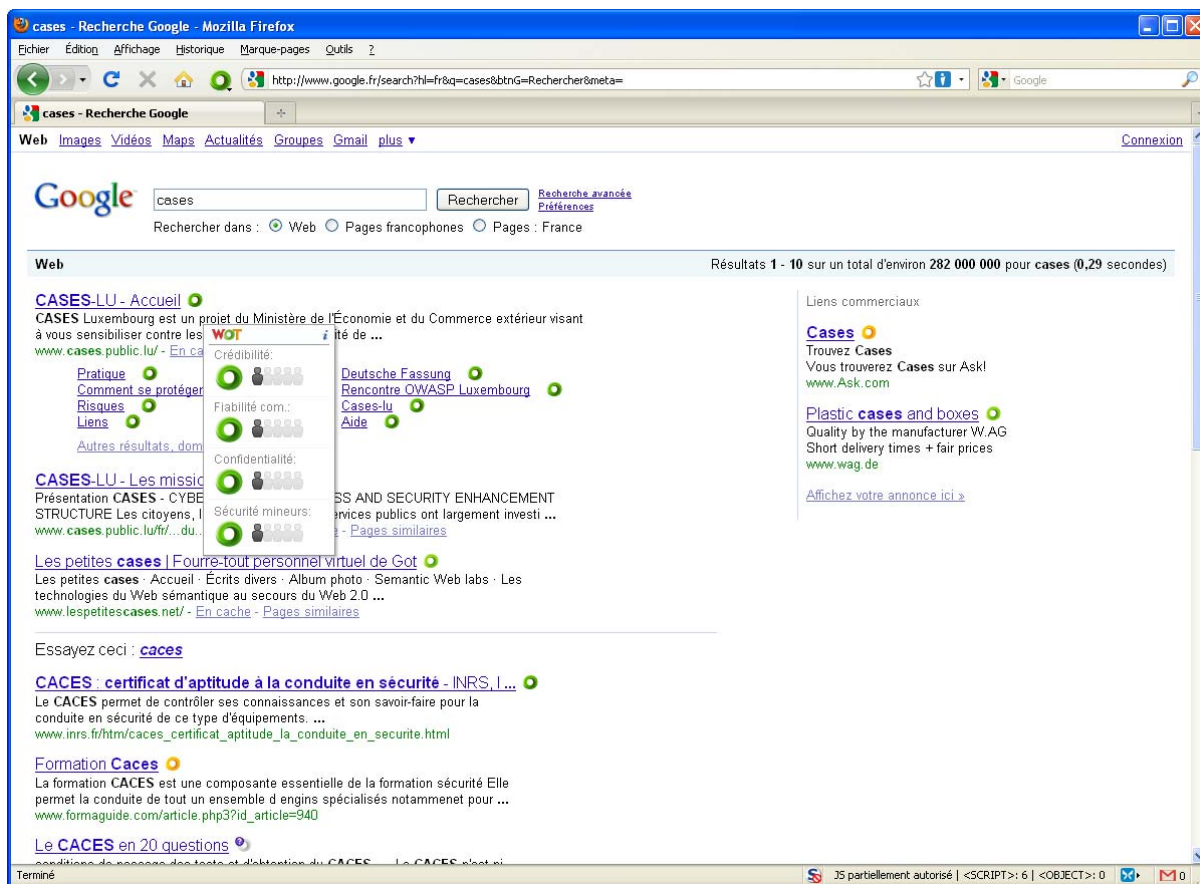 cases - Recherche Google - Mozilla Firefox
Fichier Édition Affichage Historique Marque-pages Outils ?
http://www.google.fr/search?hl=fr&q=cases&btnG=Rechercher&meta=
Google
cases - Recherche Google
Web Images Vidéos Maps Actualités Groupes Gmail plus ▼
Connexion
Google
cases
Rechercher
Recherche avancée
Préférences
Rechercher dans : Web Pages francophones Pages : France
Web
Résultats 1 - 10 sur un total d'environ 282 000 000 pour cases (0,29 secondes)
CASES-LU - Accueil
CASES Luxembourg est un projet du Ministère de l'Économie et du Commerce extérieur visant
à vous sensibiliser contre les
ité de ...
www.cases.public.lu/ - En ca
WOT
i
Crédibilité:
Fiabilité com.:
Confidentialité:
Sécurité mineurs:
Pratique
Comment se protéger
Risques
Liens
Autres résultats, dom
Deutsche Fassung
Rencontre OWASP Luxembourg
Cases-lu
Aide
CASES-LU - Les missio
Présentation CASES - CYBE
SS AND SECURITY ENHANCEMENT
STRUCTURE Les citoyens, l
ervices publics ont largement investi ...
www.cases.public.lu/fr/...du..
- Pages similaires
Les petites cases | Fourre-tout personnel virtuel de Got
Les petites cases · Accueil · Écrits divers · Album photo · Semantic Web labs · Les
technologies du Web sémantique au secours du Web 2.0 ...
www.lespetitescases.net/ - En cache - Pages similaires
Essayez ceci : caces
CACES : certificat d'aptitude à la conduite en sécurité - INRS, I ...
Le CACES permet de contrôler ses connaissances et son savoir-faire pour la
conduite en sécurité de ce type d'équipements. ...
www.inrs.fr/htm/caces_certificat_aptitude_la_conduite_en_securite.html
Formation Caces
La formation CACES est une composante essentielle de la formation sécurité Elle
permet la conduite de tout un ensemble d engins spécialisés notammenet pour ...
www.formaguide.com/article.php3?id_article=940
Le CACES en 20 questions
Liens commerciaux
Cases
Trouvez Cases
Vous trouverez Cases sur Ask!
www.Ask.com
Plastic cases and boxes
Quality by the manufacturer W.AG
Short delivery times + fair prices
www.wag.de
Affichez votre annonce ici »
Terminé
JS partiellement autorisé | <SCRIPT>: 6 | <OBJECT>: 0
0